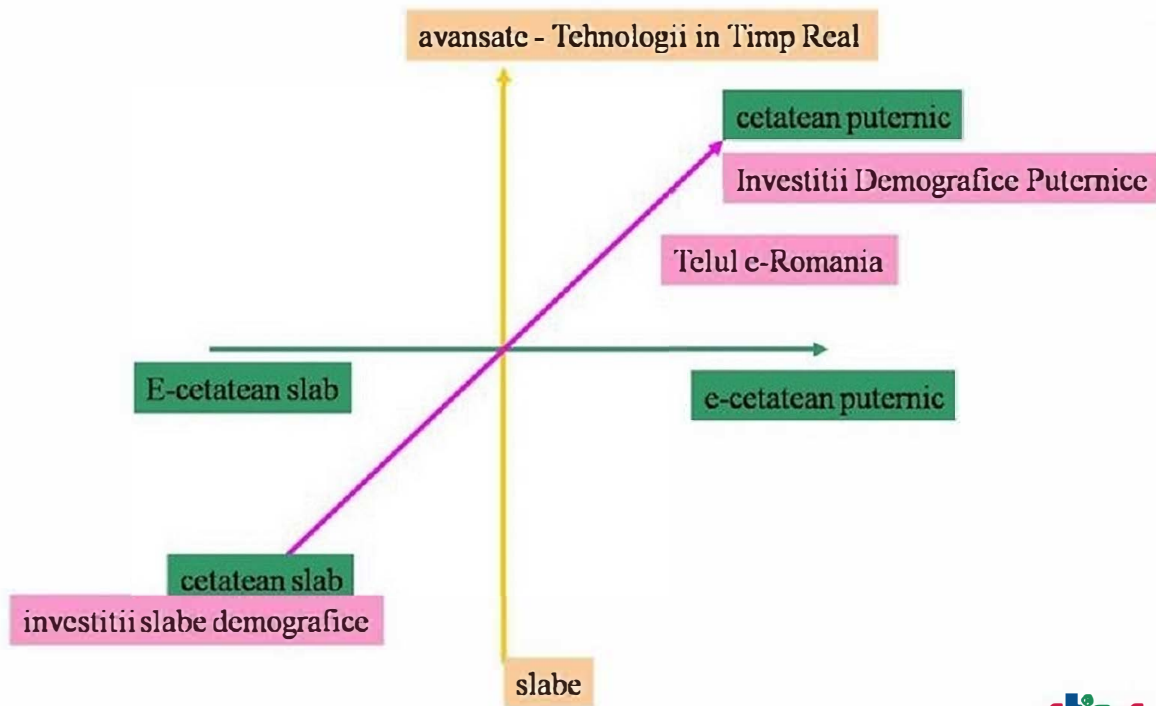 avansate - Tehnologii in Timp Real
cetatean puternic
Investitii Demografice Puternice
Telul e-Romania
E-cetatean slab
e-cetatean puternic
cetatean slab
investitii slabe demografice
slabe